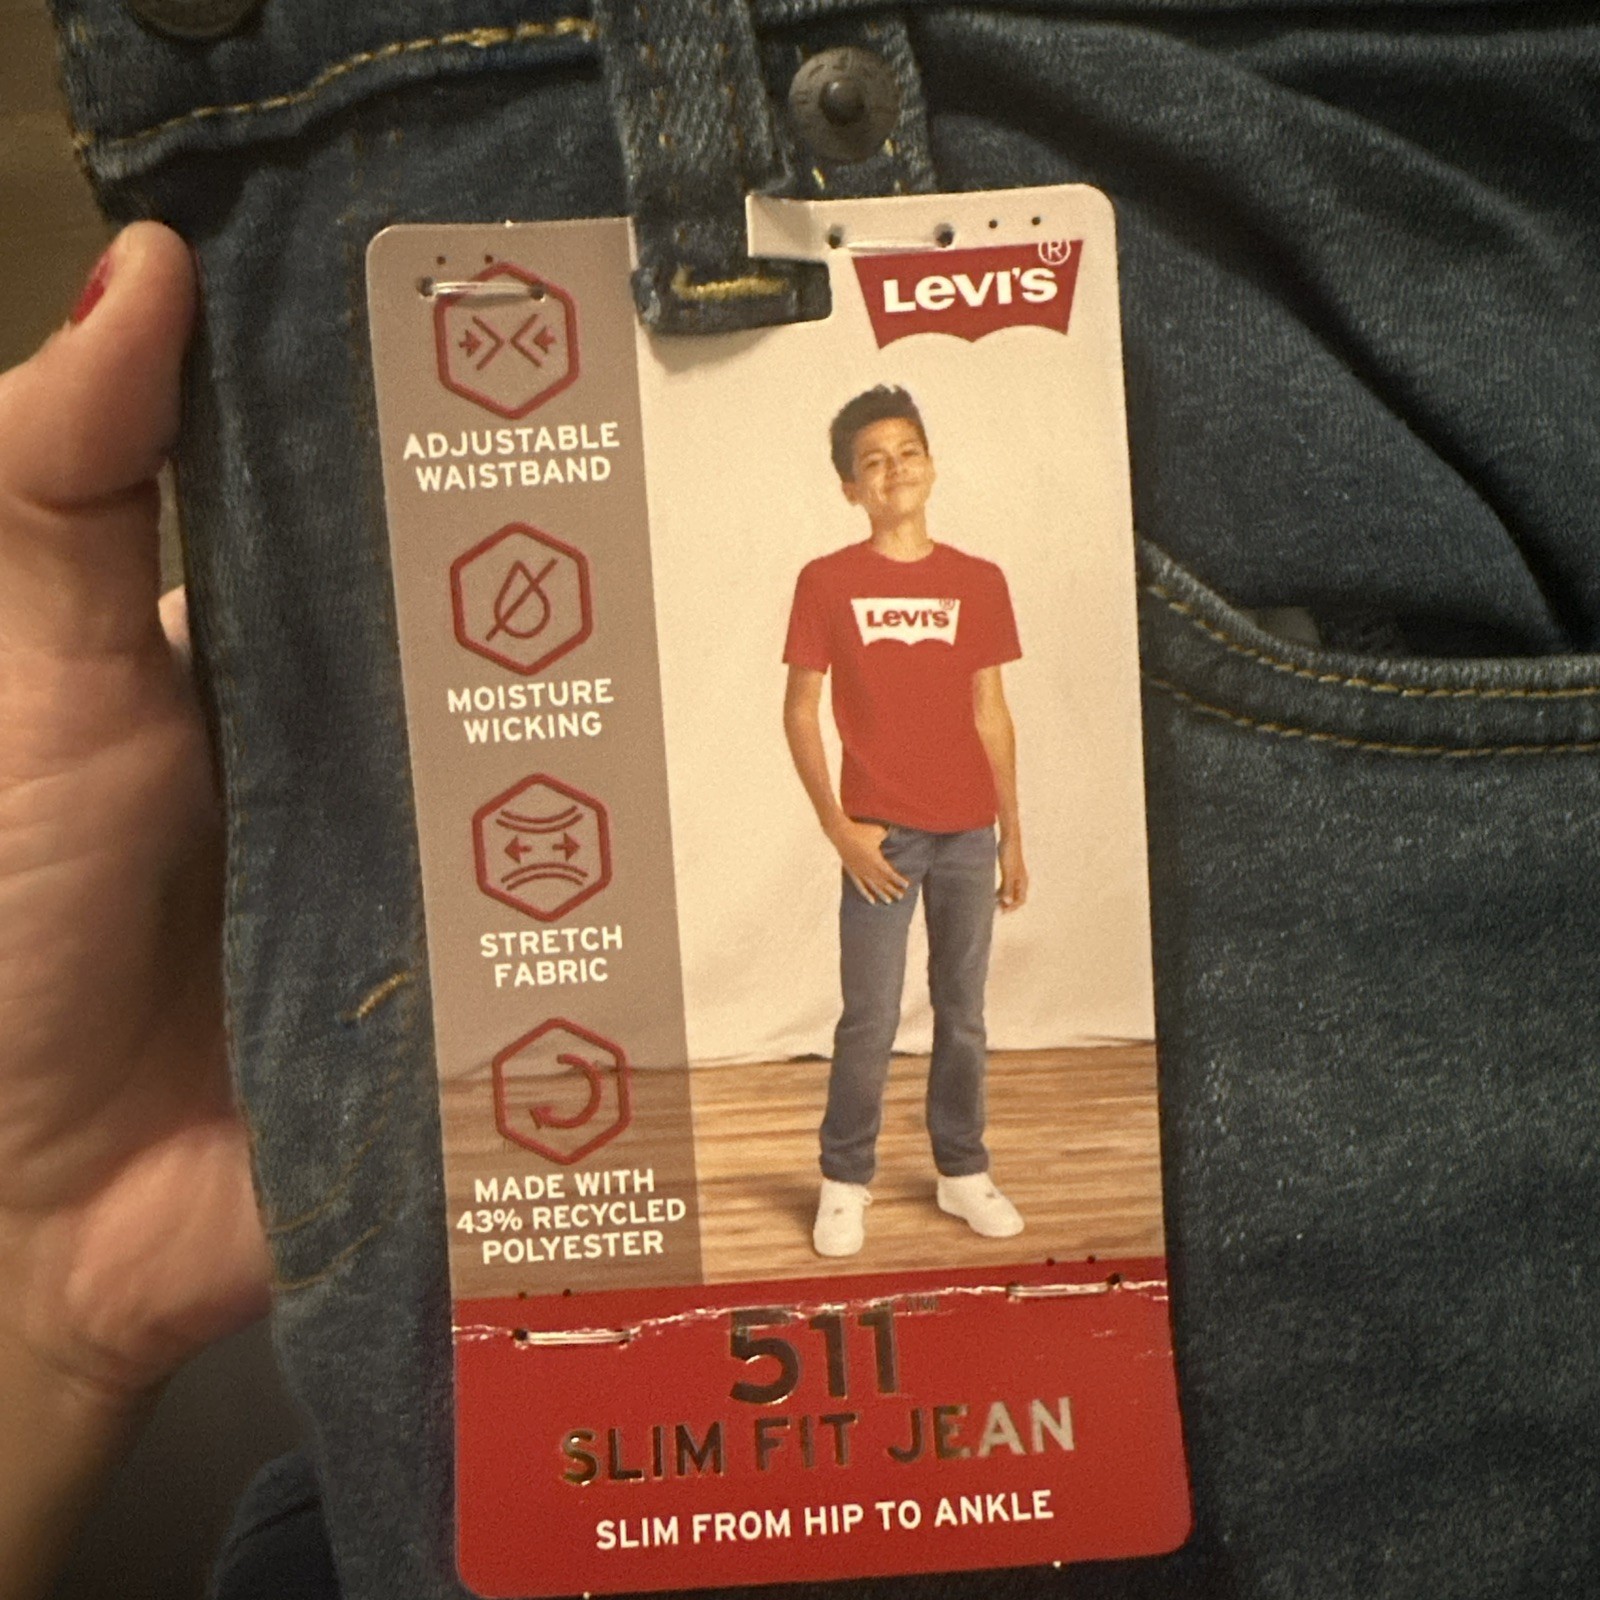 LEVI'S®
ADJUSTABLE
WAISTBAND
MOISTURE
WICKING
LEVI'S®
STRETCH
FABRIC
MADE WITH
43% RECYCLED
POLYESTER
511™
SLIM FIT JEAN
SLIM FROM HIP TO ANKLE